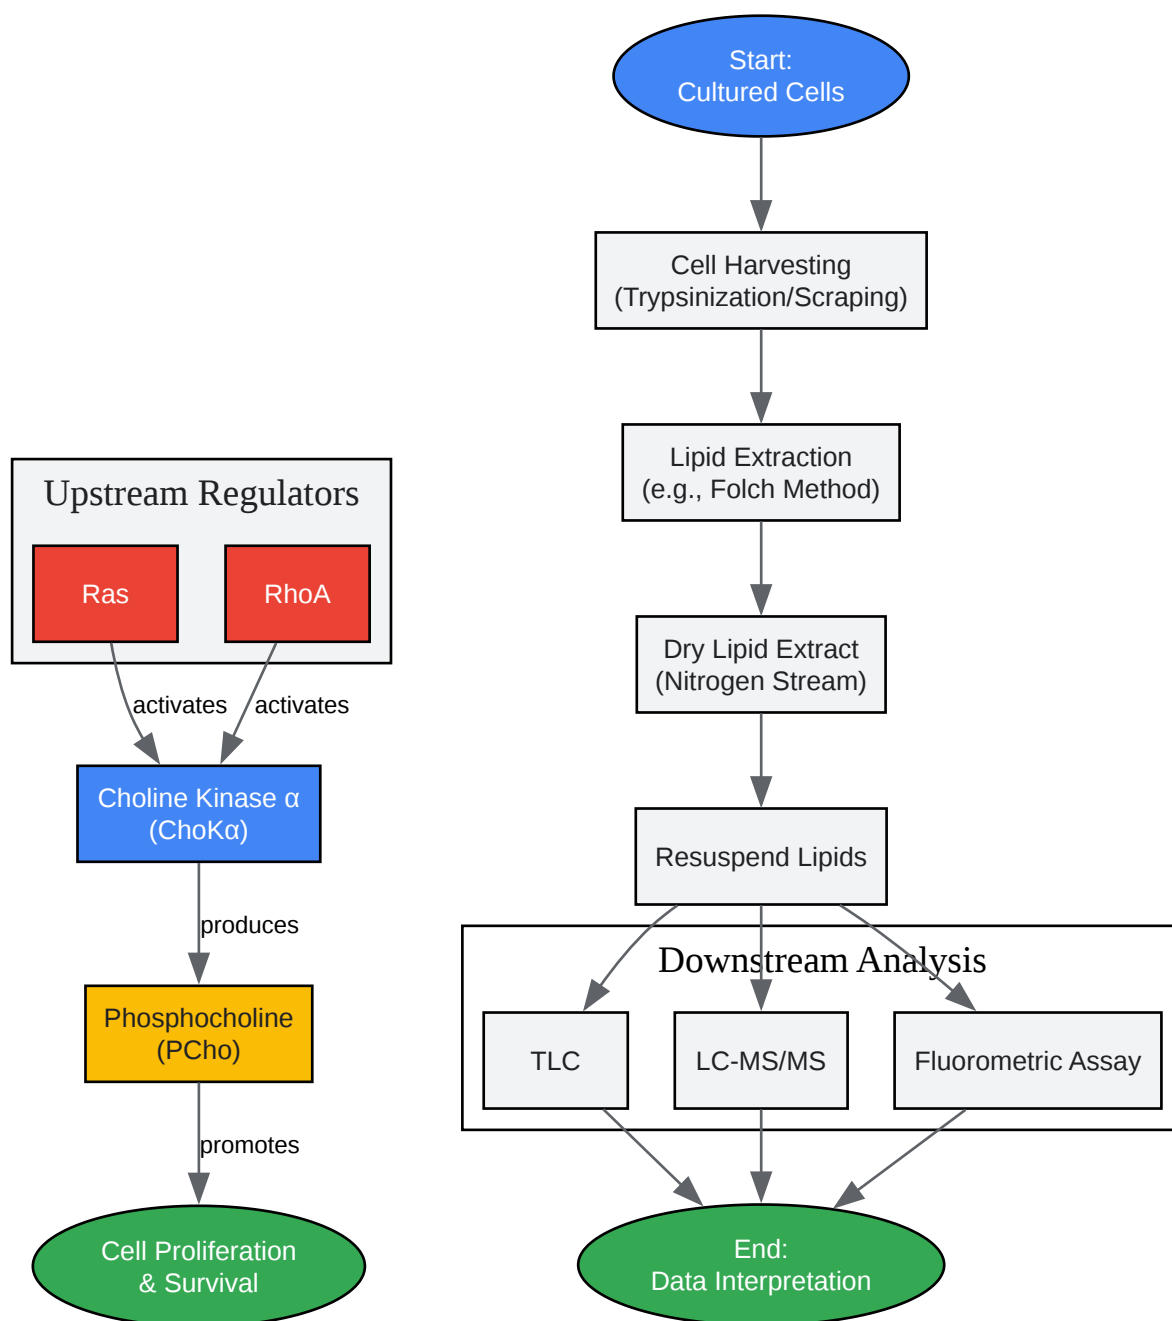 Start:
Cultured Cells
Cell Harvesting
(Trypsinization/Scraping)
Lipid Extraction
(e.g., Folch Method)
Dry Lipid Extract
(Nitrogen Stream)
Resuspend Lipids
Downstream Analysis
TLC
LC-MS/MS
Fluorometric Assay
End:
Data Interpretation
Upstream Regulators
Ras
RhoA
activates
activates
Choline Kinase α
(ChoKα)
produces
Phosphocholine
(PCho)
promotes
Cell Proliferation
& Survival